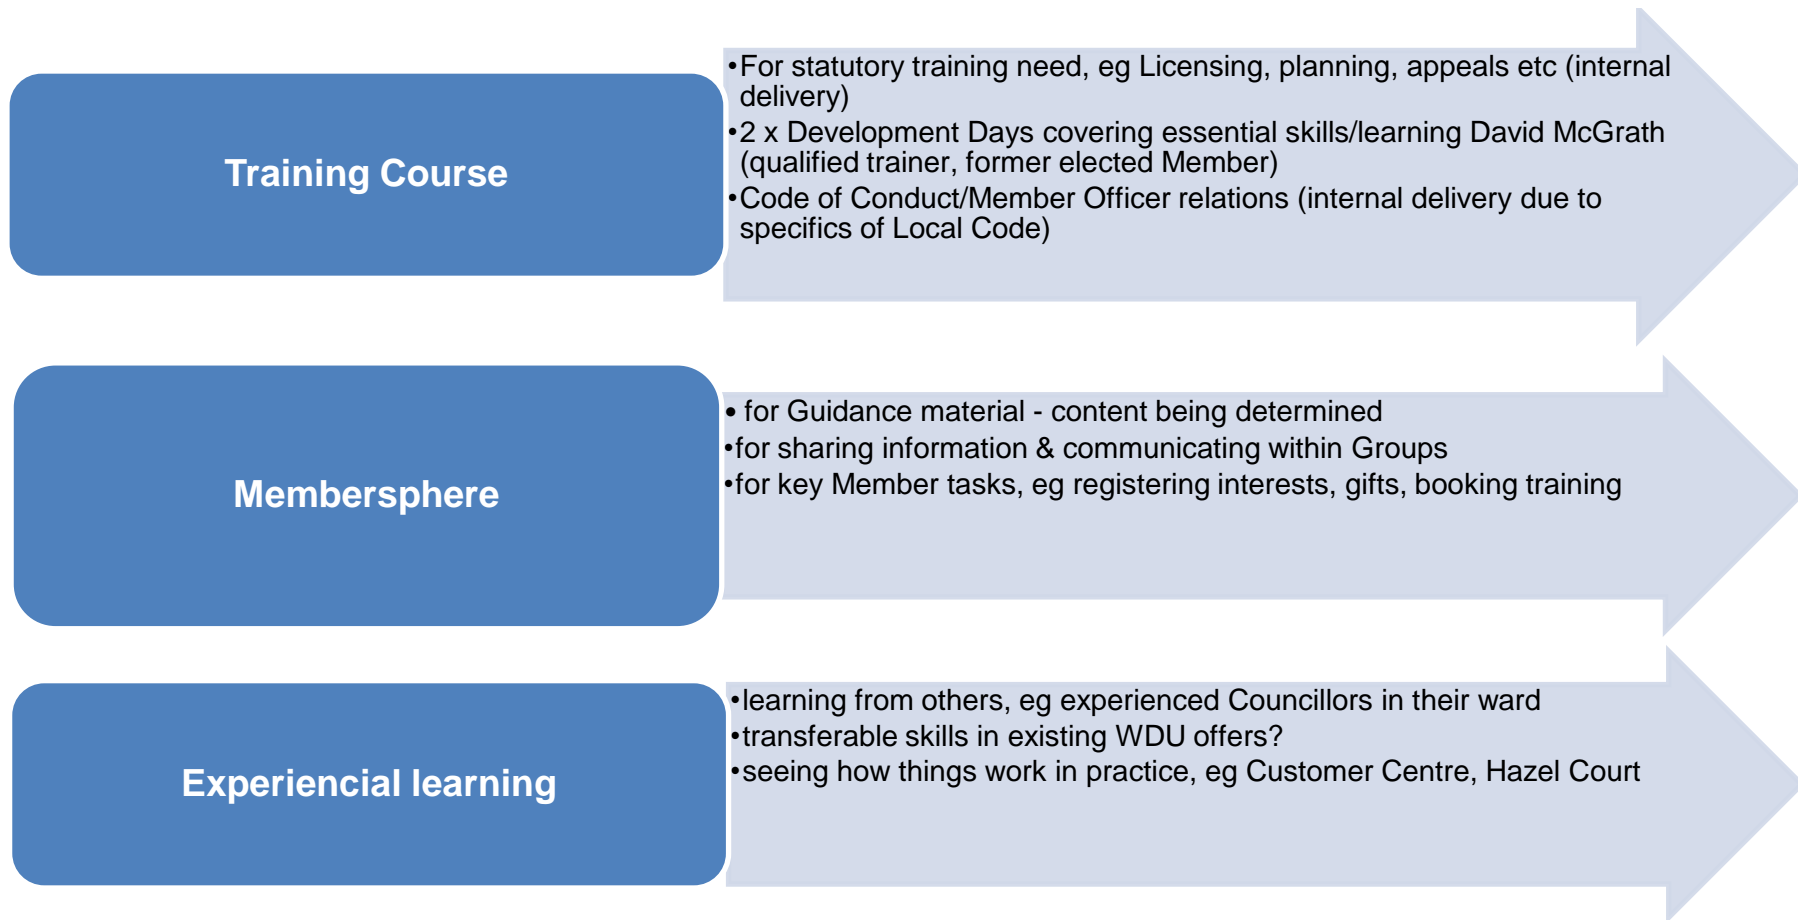 Training Course
•For statutory training need, eg Licensing, planning, appeals etc (internal
delivery)
•2 x Development Days covering essential skills/learning David McGrath
(qualified trainer, former elected Member)
•Code of Conduct/Member Officer relations (internal delivery due to
specifics of Local Code)
Membersphere
• for Guidance material - content being determined
•for sharing information & communicating within Groups
•for key Member tasks, eg registering interests, gifts, booking training
Experiencial learning
•learning from others, eg experienced Councillors in their ward
•transferable skills in existing WDU offers?
•seeing how things work in practice, eg Customer Centre, Hazel Court